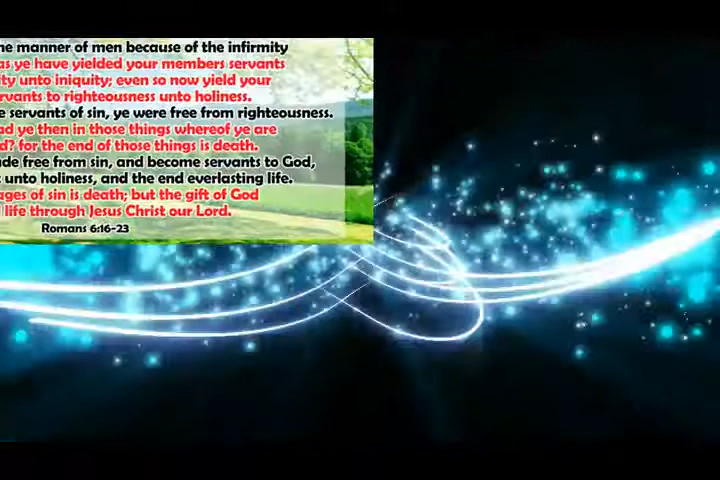 ne manner of men because of the infirmity
as ye have yielded your members servants
ity unto iniquity; even so now yield your
rvants to righteousness unto holiness.
e servants of sin, ye were free from righteousness.
ad ye then in those things whereof ye are
d? for the end of those things is death.
de free from sin, and become servants to God,
t unto holiness, and the end everlasting life.
ages of sin is death; but the gift of God
life through Jesus Christ our Lord.
Romans 6:16-23